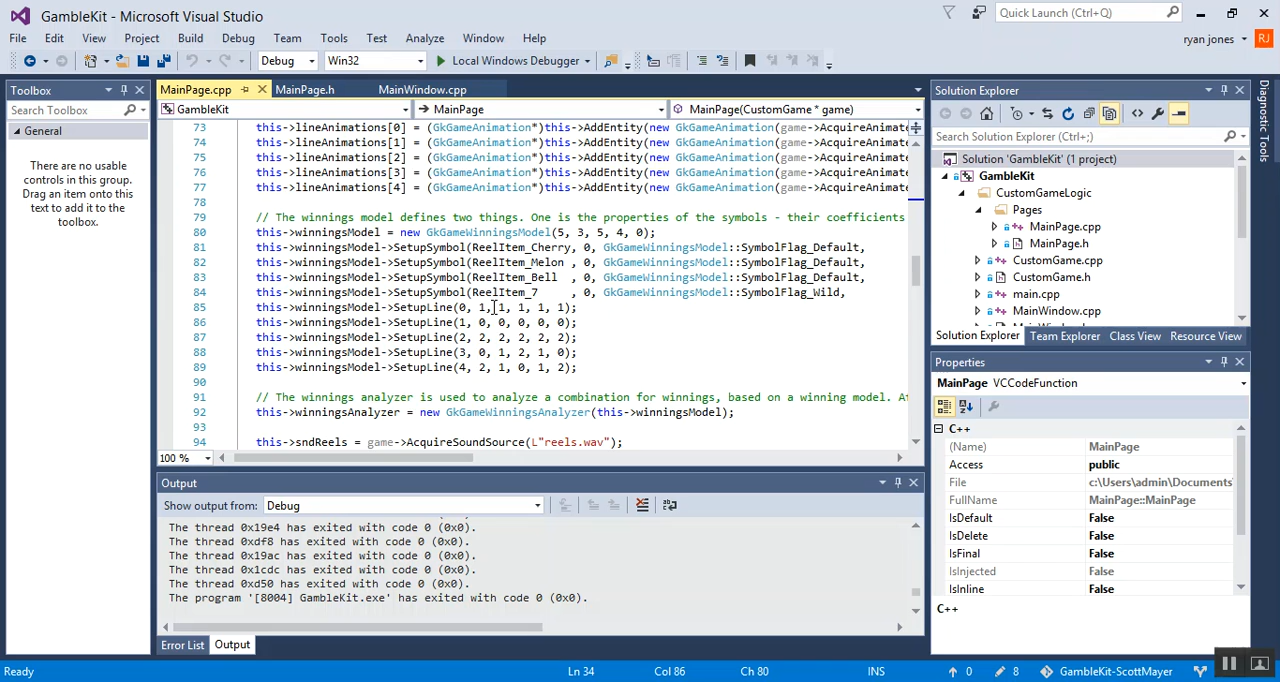 GambleKit - Microsoft Visual Studio
Quick Launch (Ctrl+Q)
File Edit View Project Build Debug Team Tools Test Analyze Window Help
ryan jones RJ
Debug Win32 Local Windows Debugger
Toolbox
Search Toolbox
General
There are no usable
controls in this group.
Drag an item onto this
text to add it to the
toolbox.
MainPage.cpp MainPage.h MainWindow.cpp
GambleKit MainPage MainPage(CustomGame * game)
73 this->lineAnimations[0] = (GkGameAnimation*)this->AddEntity(new GkGameAnimation(game->AcquireAnimate
74 this->lineAnimations[1] = (GkGameAnimation*)this->AddEntity(new GkGameAnimation(game->AcquireAnimate
75 this->lineAnimations[2] = (GkGameAnimation*)this->AddEntity(new GkGameAnimation(game->AcquireAnimate
76 this->lineAnimations[3] = (GkGameAnimation*)this->AddEntity(new GkGameAnimation(game->AcquireAnimate
77 this->lineAnimations[4] = (GkGameAnimation*)this->AddEntity(new GkGameAnimation(game->AcquireAnimate
78
79 // The winnings model defines two things. One is the properties of the symbols - their coefficients
80 this->winningsModel = new GkGameWinningsModel(5, 3, 5, 4, 0);
81 this->winningsModel->SetupSymbol(ReelItem_Cherry, 0, GkGameWinningsModel::SymbolFlag_Default,
82 this->winningsModel->SetupSymbol(ReelItem_Melon , 0, GkGameWinningsModel::SymbolFlag_Default,
83 this->winningsModel->SetupSymbol(ReelItem_Bell , 0, GkGameWinningsModel::SymbolFlag_Default,
84 this->winningsModel->SetupSymbol(ReelItem_7 , 0, GkGameWinningsModel::SymbolFlag_Wild,
85 this->winningsModel->SetupLine(0, 1, 1, 1, 1, 1);
86 this->winningsModel->SetupLine(1, 0, 0, 0, 0, 0);
87 this->winningsModel->SetupLine(2, 2, 2, 2, 2, 2);
88 this->winningsModel->SetupLine(3, 0, 1, 2, 1, 0);
89 this->winningsModel->SetupLine(4, 2, 1, 0, 1, 2);
90
91 // The winnings analyzer is used to analyze a combination for winnings, based on a winning model. Af
92 this->winningsAnalyzer = new GkGameWinningsAnalyzer(this->winningsModel);
93
94 this->sndReels = game->AcquireSoundSource(L"reels.wav");
100 %
Output
Show output from: Debug
The thread 0x19e4 has exited with code 0 (0x0).
The thread 0xdf8 has exited with code 0 (0x0).
The thread 0x19ac has exited with code 0 (0x0).
The thread 0x1cdc has exited with code 0 (0x0).
The thread 0xd50 has exited with code 0 (0x0).
The program '[8004] GambleKit.exe' has exited with code 0 (0x0).
Error List Output
Solution Explorer
Search Solution Explorer (Ctrl+;)
Solution 'GambleKit' (1 project)
GambleKit
CustomGameLogic
Pages
MainPage.cpp
MainPage.h
CustomGame.cpp
CustomGame.h
main.cpp
MainWindow.cpp
Solution Explorer Team Explorer Class View Resource View
Properties
MainPage VCCodeFunction
C++
(Name) MainPage
Access public
File c:\Users\admin\Documents\
FullName MainPage::MainPage
IsDefault False
IsDelete False
IsFinal False
IsInjected False
IsInline False
C++
Diagnostic Tools
Ready Ln 34 Col 86 Ch 80 INS 0 8 GambleKit-ScottMayer